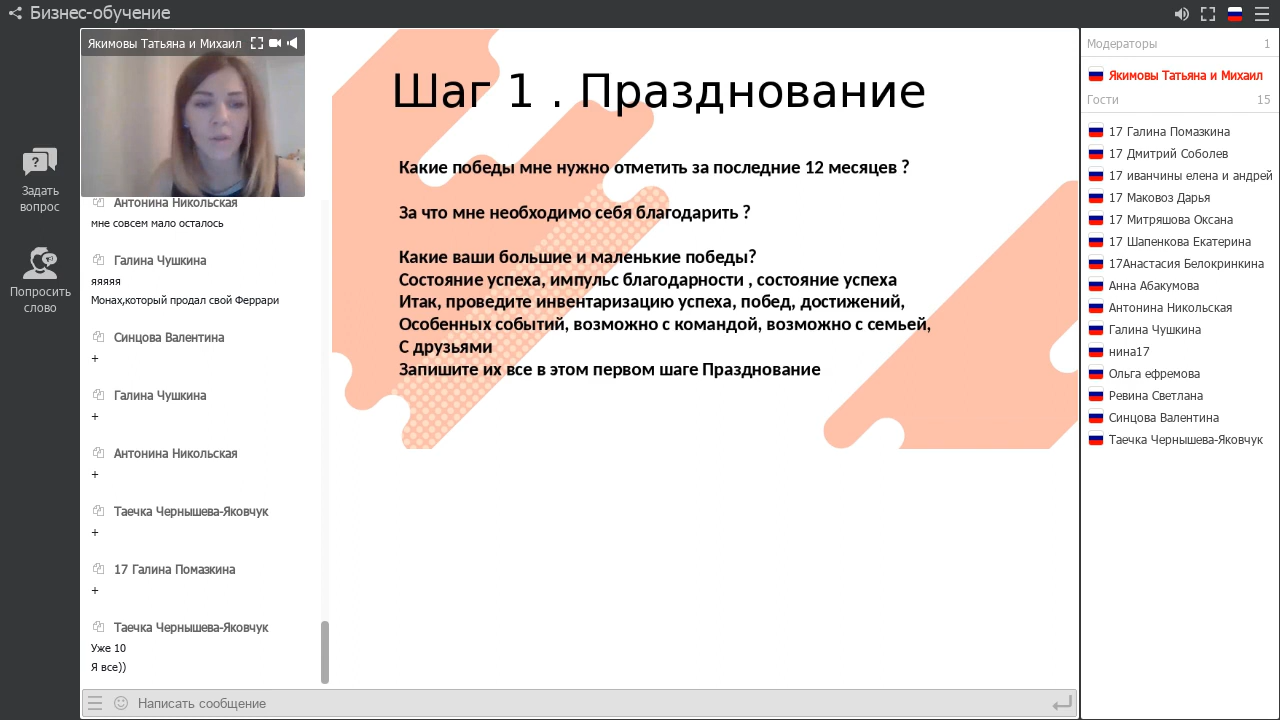 Бизнес-обучение
Задать
вопрос
Попросить
слово
Якимовы Татьяна и Михаил
Антонина Никольская
мне совсем мало осталось
Галина Чушкина
яяяяя
Монах,который продал свой Феррари
Синцова Валентина
+
Галина Чушкина
+
Антонина Никольская
+
Таечка Чернышева-Яковчук
+
17 Галина Помазкина
+
Таечка Чернышева-Яковчук
Уже 10
Я все))
Написать сообщение
Шаг 1 . Празднование
Какие победы мне нужно отметить за последние 12 месяцев ?
За что мне необходимо себя благодарить ?
Какие ваши большие и маленькие победы?
Состояние успеха, импульс благодарности , состояние успеха
Итак, проведите инвентаризацию успеха, побед, достижений,
Особенных событий, возможно с командой, возможно с семьей,
С друзьями
Запишите их все в этом первом шаге Празднование
Модераторы 1
Якимовы Татьяна и Михаил
Гости 15
17 Галина Помазкина
17 Дмитрий Соболев
17 иванчины елена и андрей
17 Маковоз Дарья
17 Митряшова Оксана
17 Шапенкова Екатерина
17Анастасия Белокринкина
Анна Абакумова
Антонина Никольская
Галина Чушкина
нина17
Ольга ефремова
Ревина Светлана
Синцова Валентина
Таечка Чернышева-Яковчук